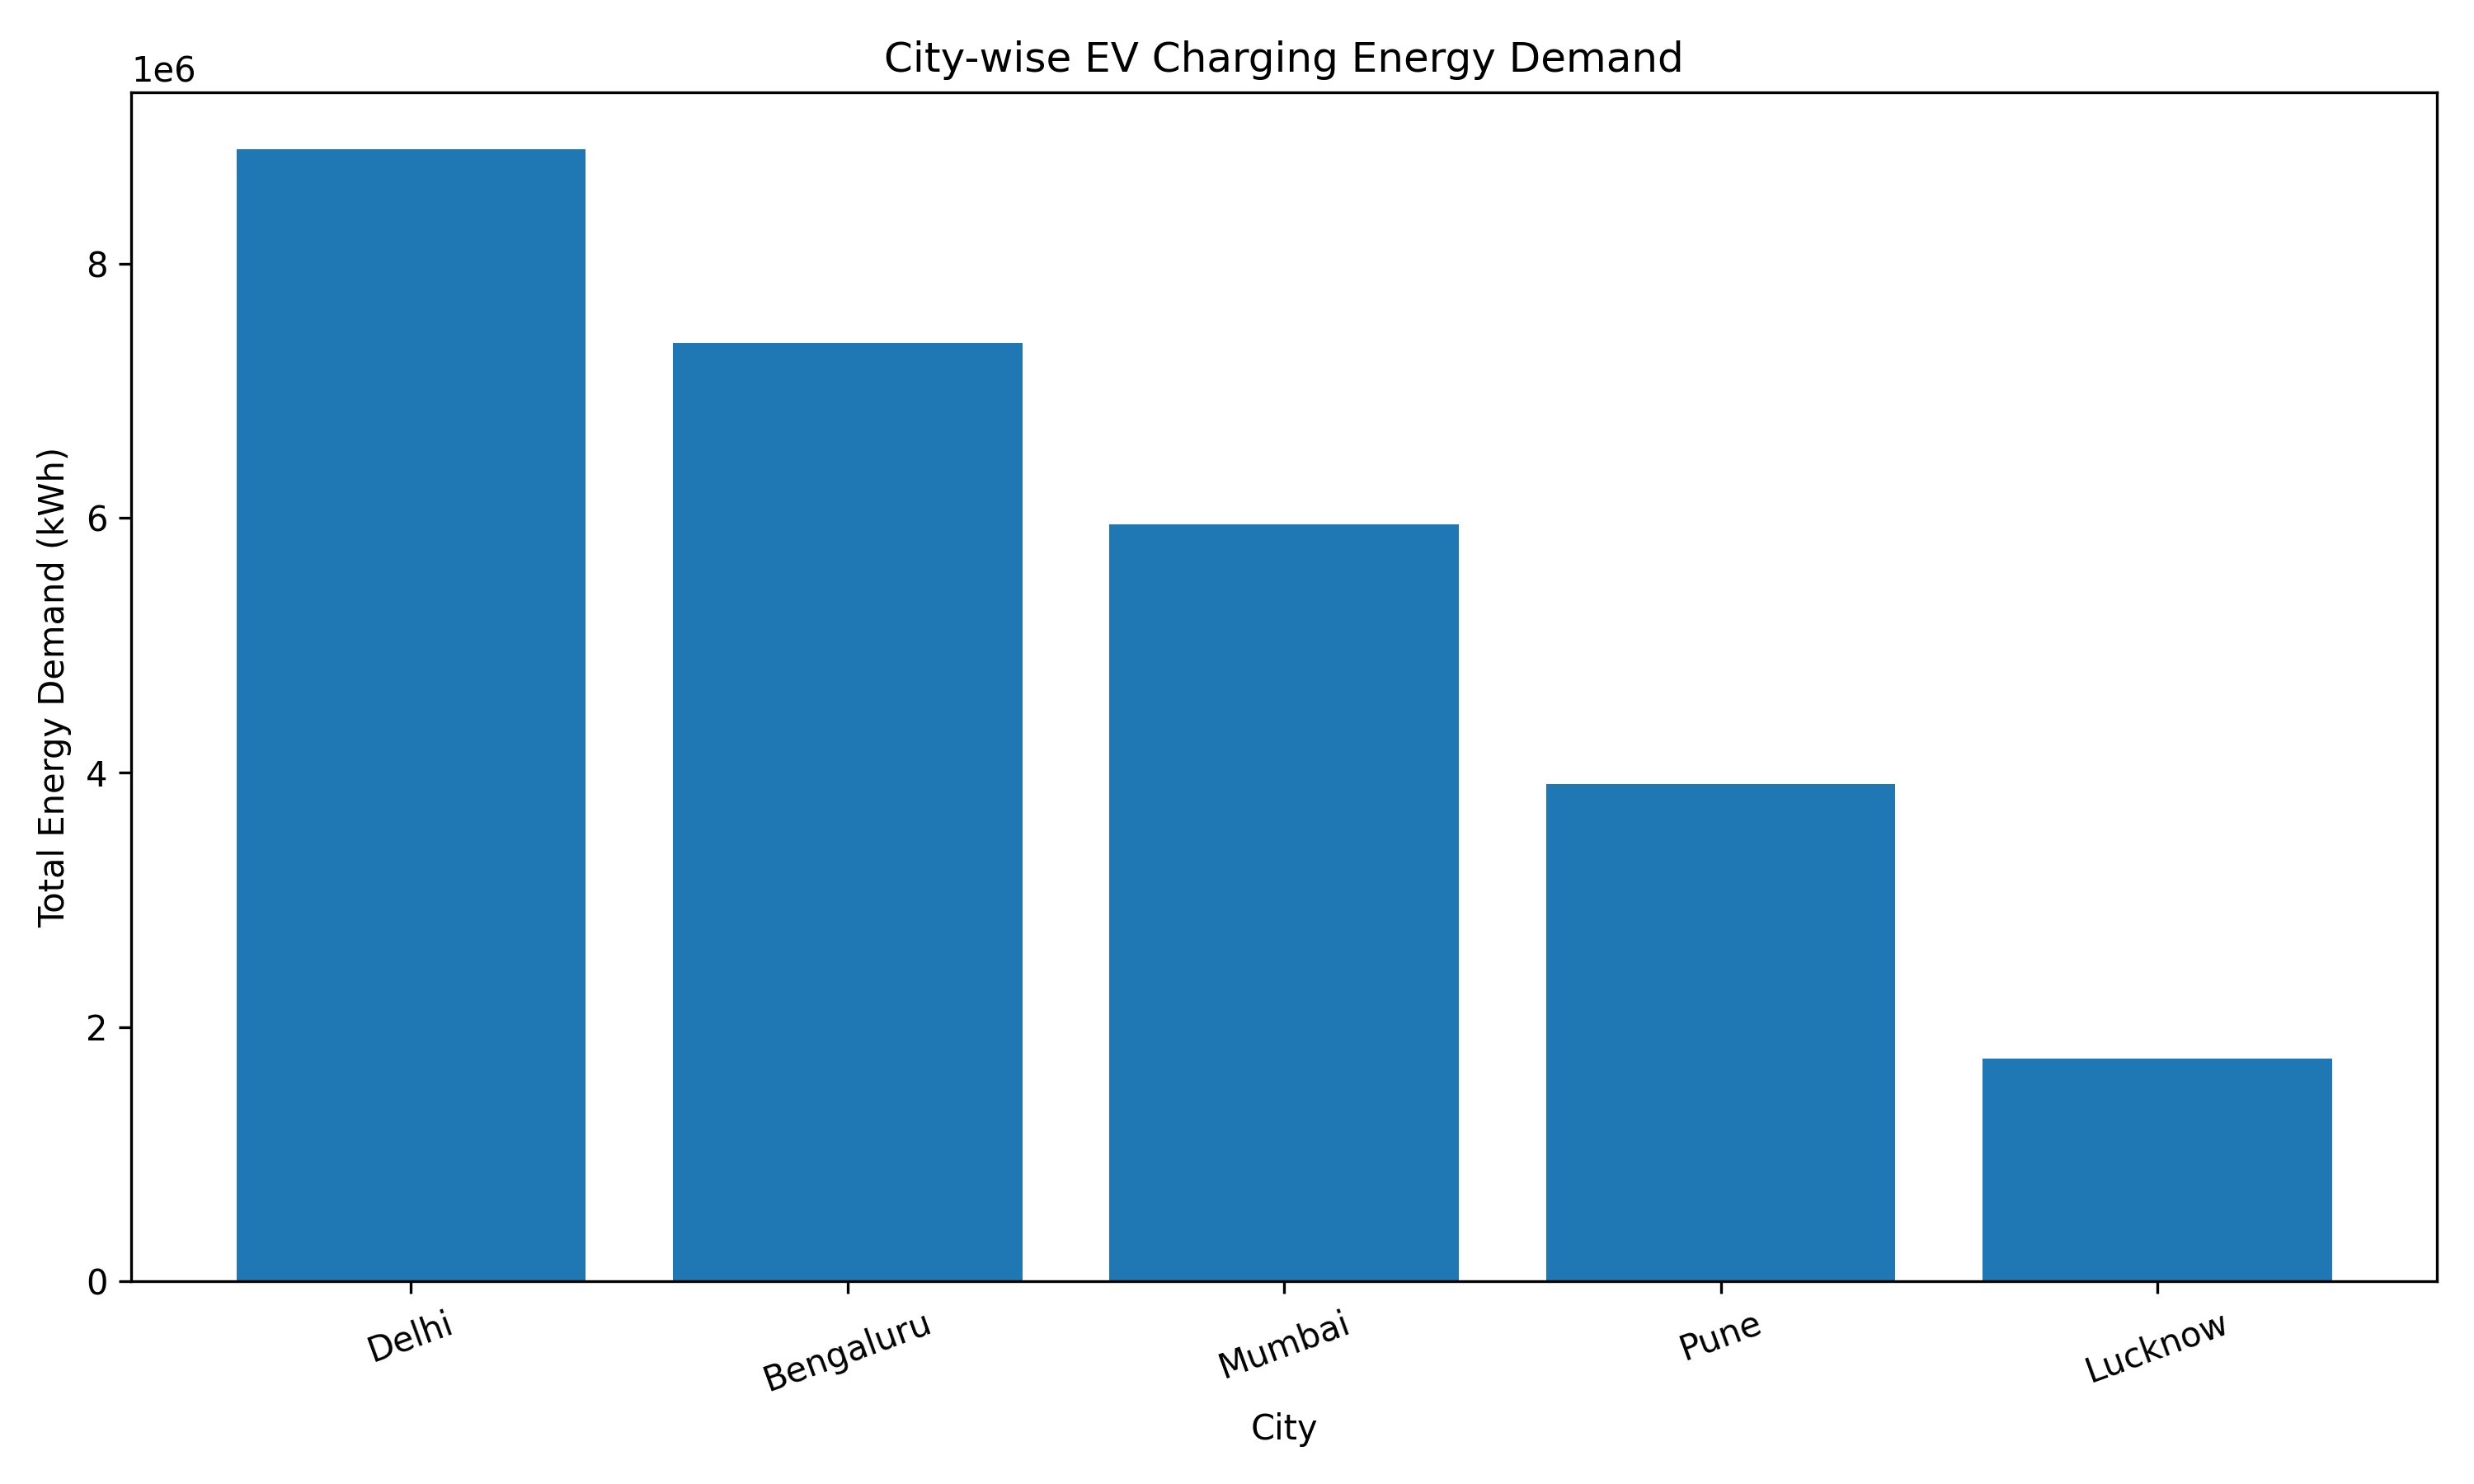 City-wise EV Charging Energy Demand
1e6
8
6
4
2
0
Total Energy Demand (kWh)
Delhi
Bengaluru
Mumbai
Pune
Lucknow
City